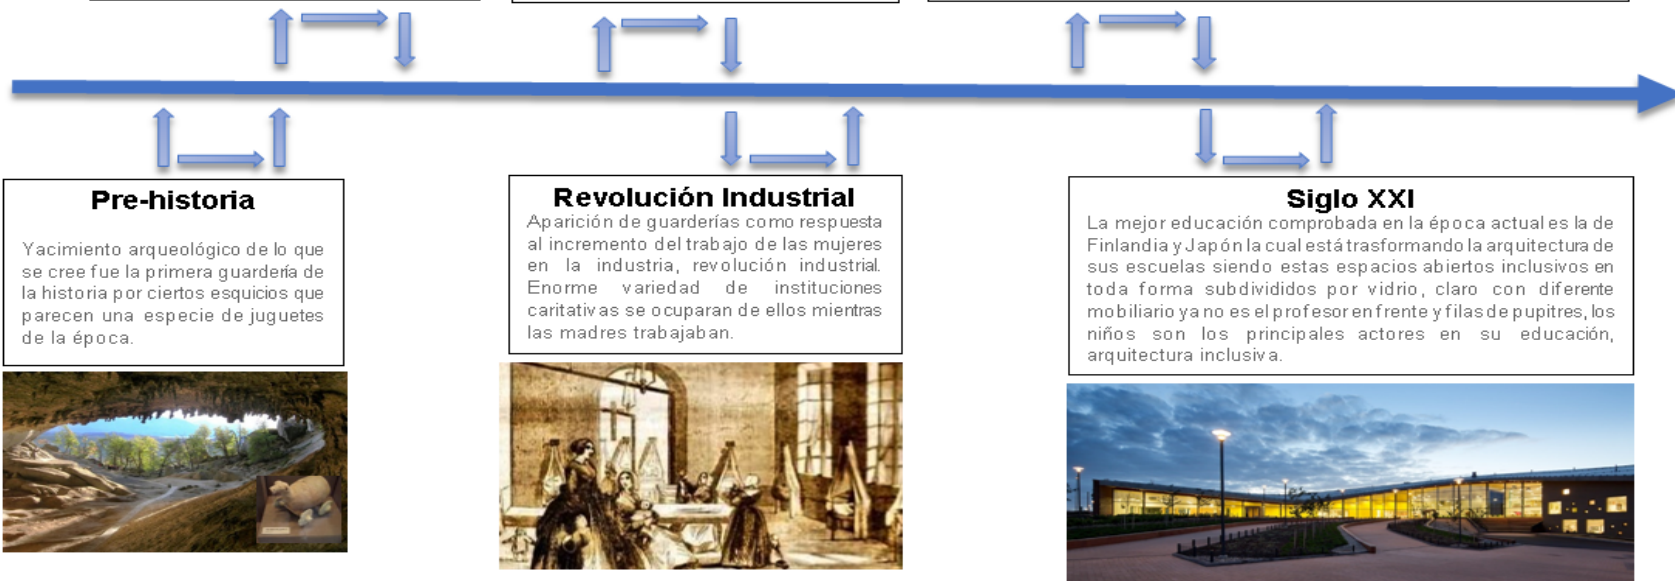 Pre-historia
Yacimiento arqueológico de lo que
se cree fue la primera guardería de
la historia por ciertos esquicios que
parecen una especie de juguetes
de la época.
Revolución Industrial
Aparición de guarderías como respuesta
al incremento del trabajo de las mujeres
en la industria, revolución industrial.
Enorme variedad de instituciones
caritativas se ocuparan de ellos mientras
las madres trabajaban.
Siglo XXI
La mejor educación comprobada en la época actual es la de
Finlandia y Japón la cual está trasformando la arquitectura de
sus escuelas siendo estas espacios abiertos inclusivos en
toda forma subdivididos por vidrio, claro con diferente
mobiliario ya no es el profesor en frente y filas de pupitres, los
niños son los principales actores en su educación,
arquitectura inclusiva.